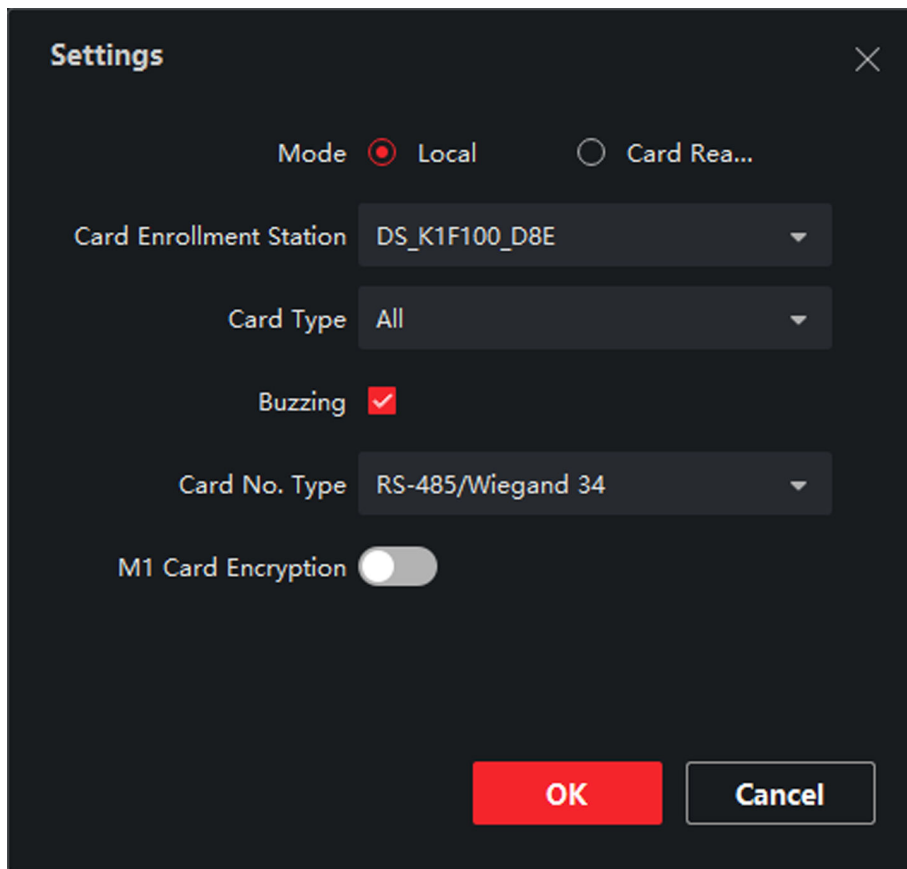 Settings
Mode Local Card Rea...
Card Enrollment Station DS_K1F100_D8E
Card Type All
Buzzing
Card No. Type RS-485/Wiegand 34
M1 Card Encryption
OK Cancel